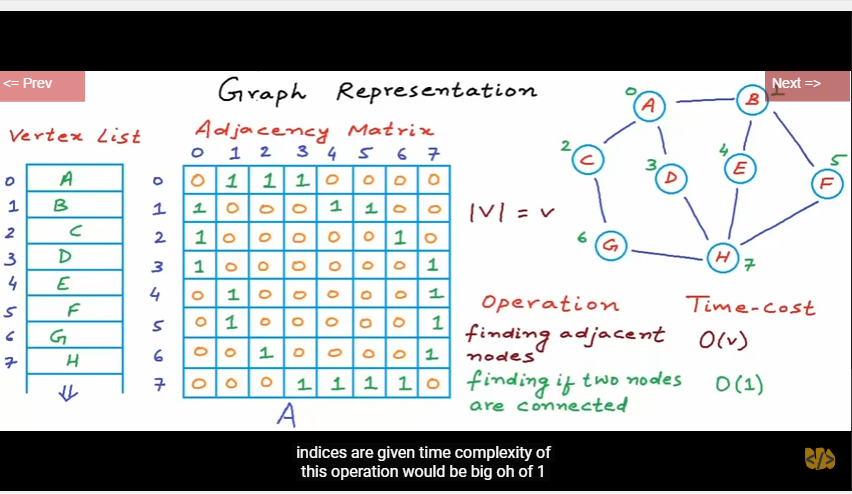 <= Prev
Next =>
Graph Representation
Vertex List
0 A
1 B
2 C
3 D
4 E
5 F
6 G
7 H
Adjacency Matrix
0 1 2 3 4 5 6 7
0 0 1 1 1 0 0 0 0
1 1 0 0 0 1 1 0 0
2 1 0 0 0 0 0 1 0
3 1 0 0 0 0 0 0 1
4 0 1 0 0 0 0 0 1
5 0 1 0 0 0 0 0 1
6 0 0 1 0 0 0 0 1
7 0 0 0 1 1 1 1 0
A
|V| = v
0 A
B 1
2 C
3 D
4 E
5 F
6 G
H 7
Operation Time-cost
finding adjacent nodes O(v)
finding if two nodes are connected O(1)
indices are given time complexity of
this operation would be big oh of 1